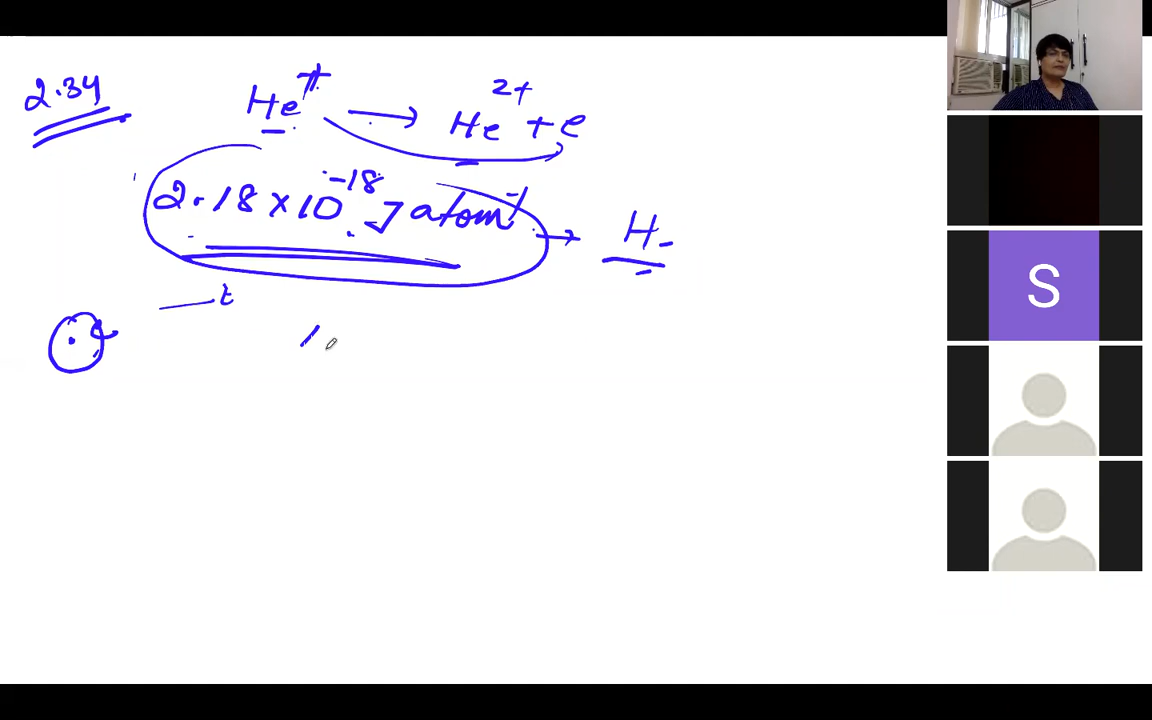 2.34
He⁺ → He²⁺ + e
2.18 × 10⁻¹⁸ J atom⁻¹ → H
S